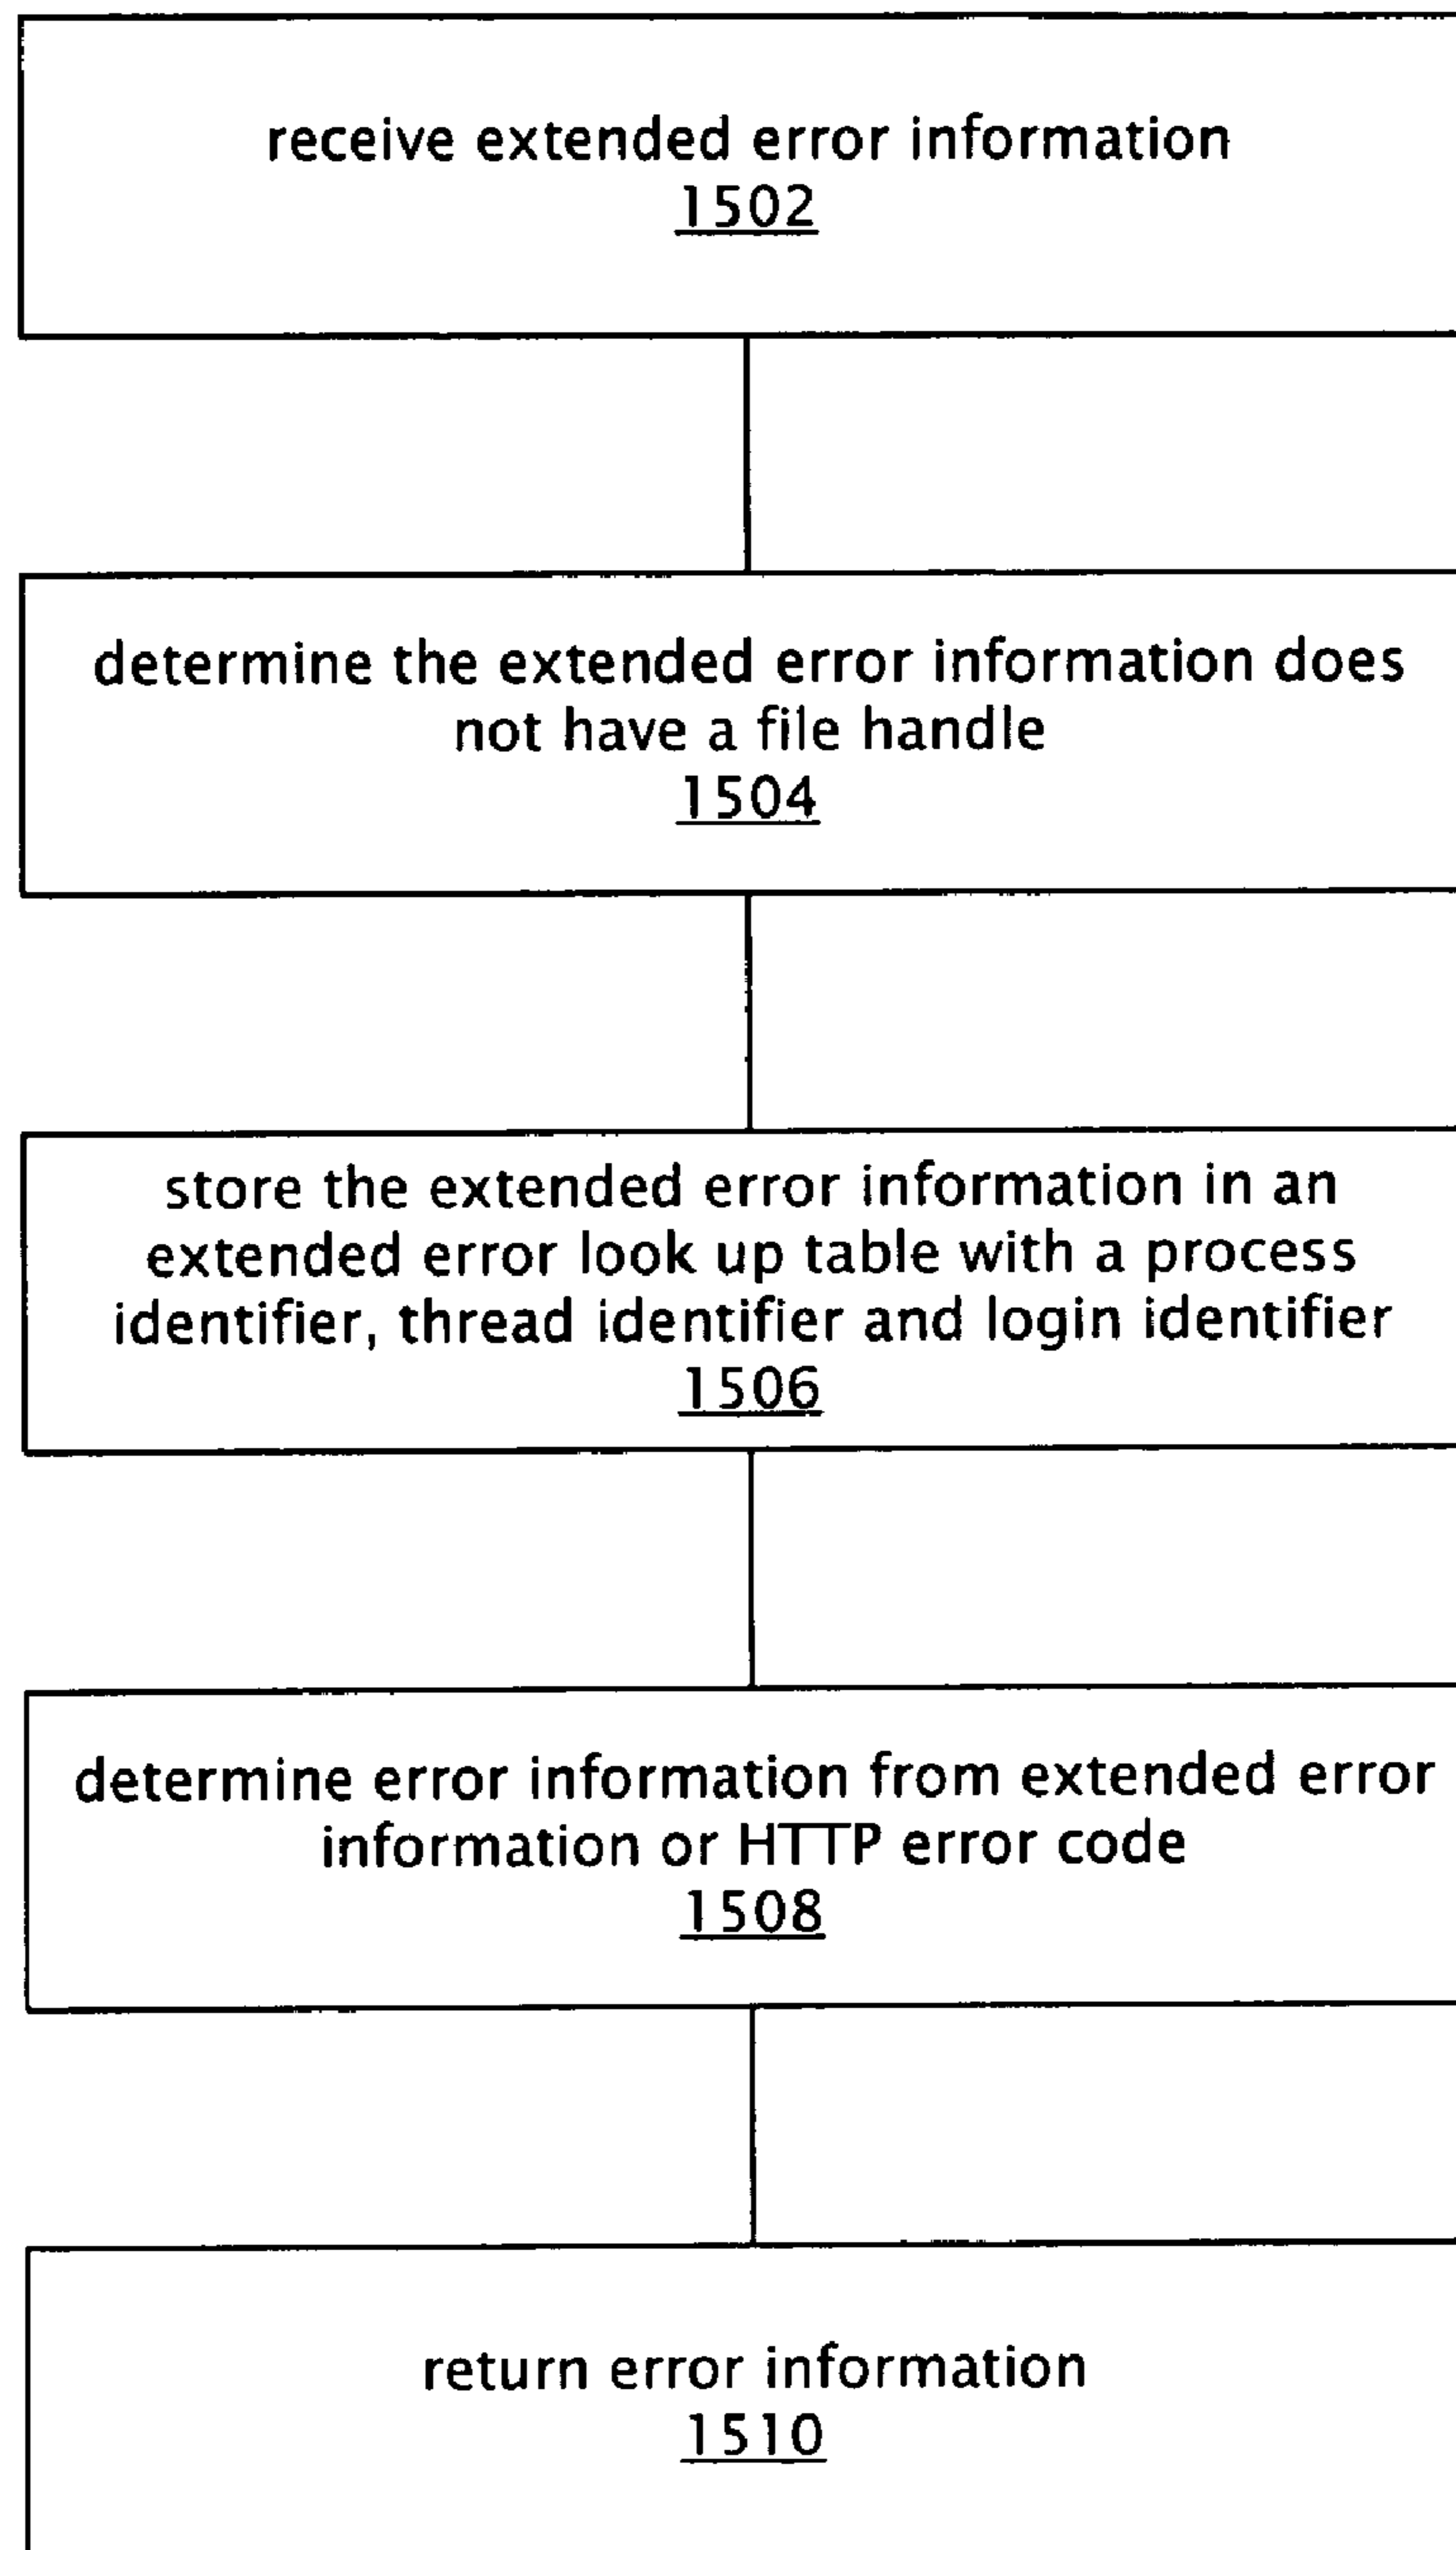 receive extended error information
1502
determine the extended error information does
not have a file handle
1504
store the extended error information in an
extended error look up table with a process
identifier, thread identifier and login identifier
1506
determine error information from extended error
information or HTTP error code
1508
return error information
1510